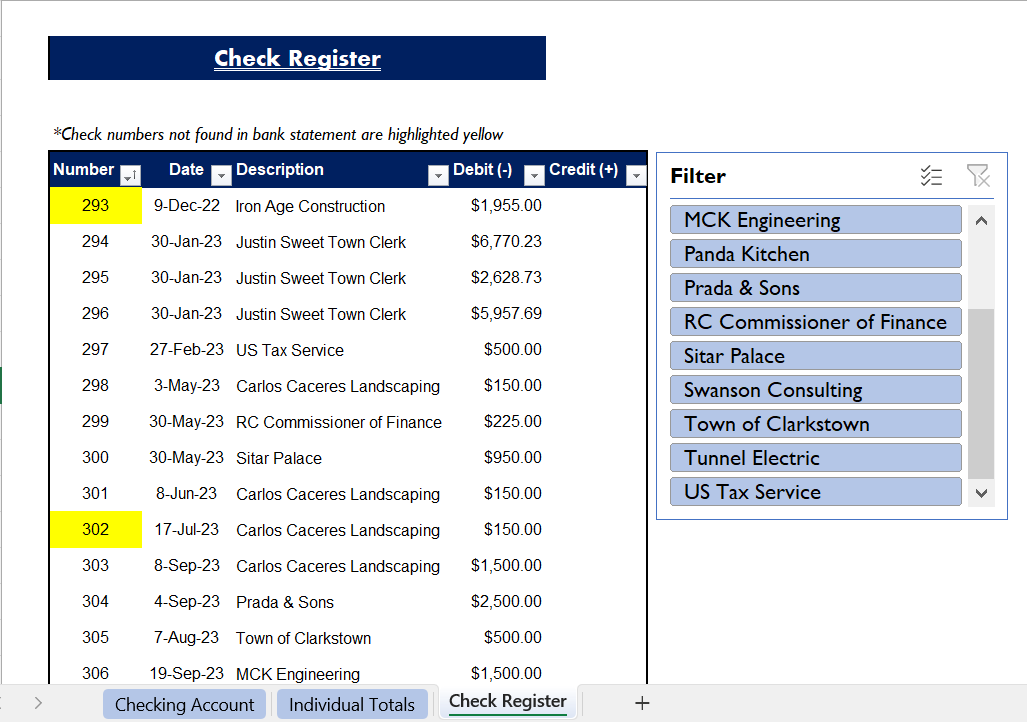 Check Register
*Check numbers not found in bank statement are highlighted yellow
Number Date Description Debit (-) Credit (+)
293 9-Dec-22 Iron Age Construction $1,955.00
294 30-Jan-23 Justin Sweet Town Clerk $6,770.23
295 30-Jan-23 Justin Sweet Town Clerk $2,628.73
296 30-Jan-23 Justin Sweet Town Clerk $5,957.69
297 27-Feb-23 US Tax Service $500.00
298 3-May-23 Carlos Caceres Landscaping $150.00
299 30-May-23 RC Commissioner of Finance $225.00
300 30-May-23 Sitar Palace $950.00
301 8-Jun-23 Carlos Caceres Landscaping $150.00
302 17-Jul-23 Carlos Caceres Landscaping $150.00
303 8-Sep-23 Carlos Caceres Landscaping $1,500.00
304 4-Sep-23 Prada & Sons $2,500.00
305 7-Aug-23 Town of Clarkstown $500.00
306 19-Sep-23 MCK Engineering $1,500.00
Filter
MCK Engineering
Panda Kitchen
Prada & Sons
RC Commissioner of Finance
Sitar Palace
Swanson Consulting
Town of Clarkstown
Tunnel Electric
US Tax Service
Checking Account Individual Totals Check Register +